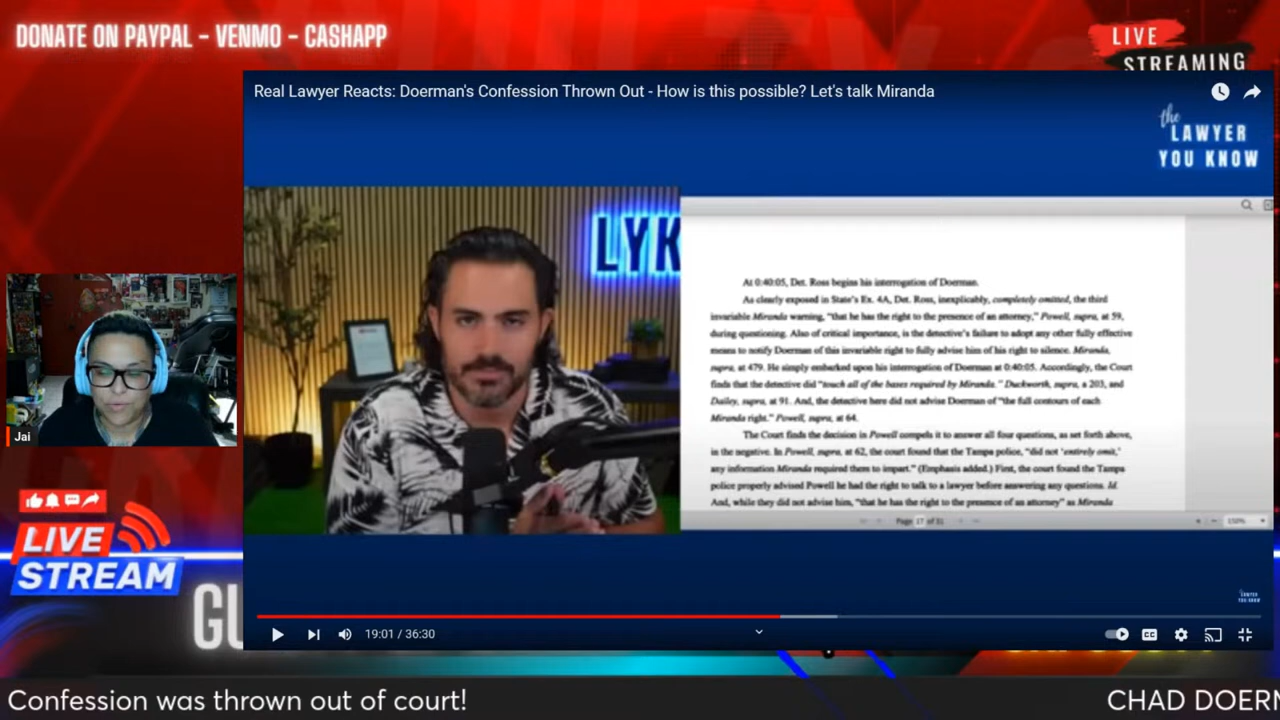 DONATE ON PAYPAL - VENMO - CASHAPP
LIVE
STREAMING
Real Lawyer Reacts: Doerman's Confession Thrown Out - How is this possible? Let's talk Miranda
the
LAWYER
YOU KNOW
LYK
At 0:40:05, Det. Ross begins his interrogation of Doerman.
As clearly exposed in State's Ex. 4A, Det. Ross, inexplicably, completely omitted, the third
invariable Miranda warning, "that he has the right to the presence of an attorney," Powell, supra, at 59,
during questioning. Also of critical importance, is the detective's failure to adopt any other fully effective
means to notify Doerman of this invariable right to fully advise him of his right to silence. Miranda,
supra, at 479. He simply embarked upon his interrogation of Doerman at 0:40:05. Accordingly, the Court
finds that the detective did "touch all of the bases required by Miranda." Duckworth, supra, a 203, and
Dailey, supra, at 91. And, the detective here did not advise Doerman of "the full contours of each
Miranda right." Powell, supra, at 64.
The Court finds the decision in Powell compels it to answer all four questions, as set forth above,
in the negative. In Powell, supra, at 62, the court found that the Tampa police, "did not 'entirely omit,'
any information Miranda required them to impart." (Emphasis added.) First, the court found the Tampa
police properly advised Powell he had the right to talk to a lawyer before answering any questions. Id.
And, while they did not advise him, "that he has the right to the presence of an attorney" as Miranda
Page 17 of 31
150%
Jai
LIVE
STREAM
GU
LAWYER
YOU KNOW
19:01 / 36:30
CC
Confession was thrown out of court!
CHAD DOERN